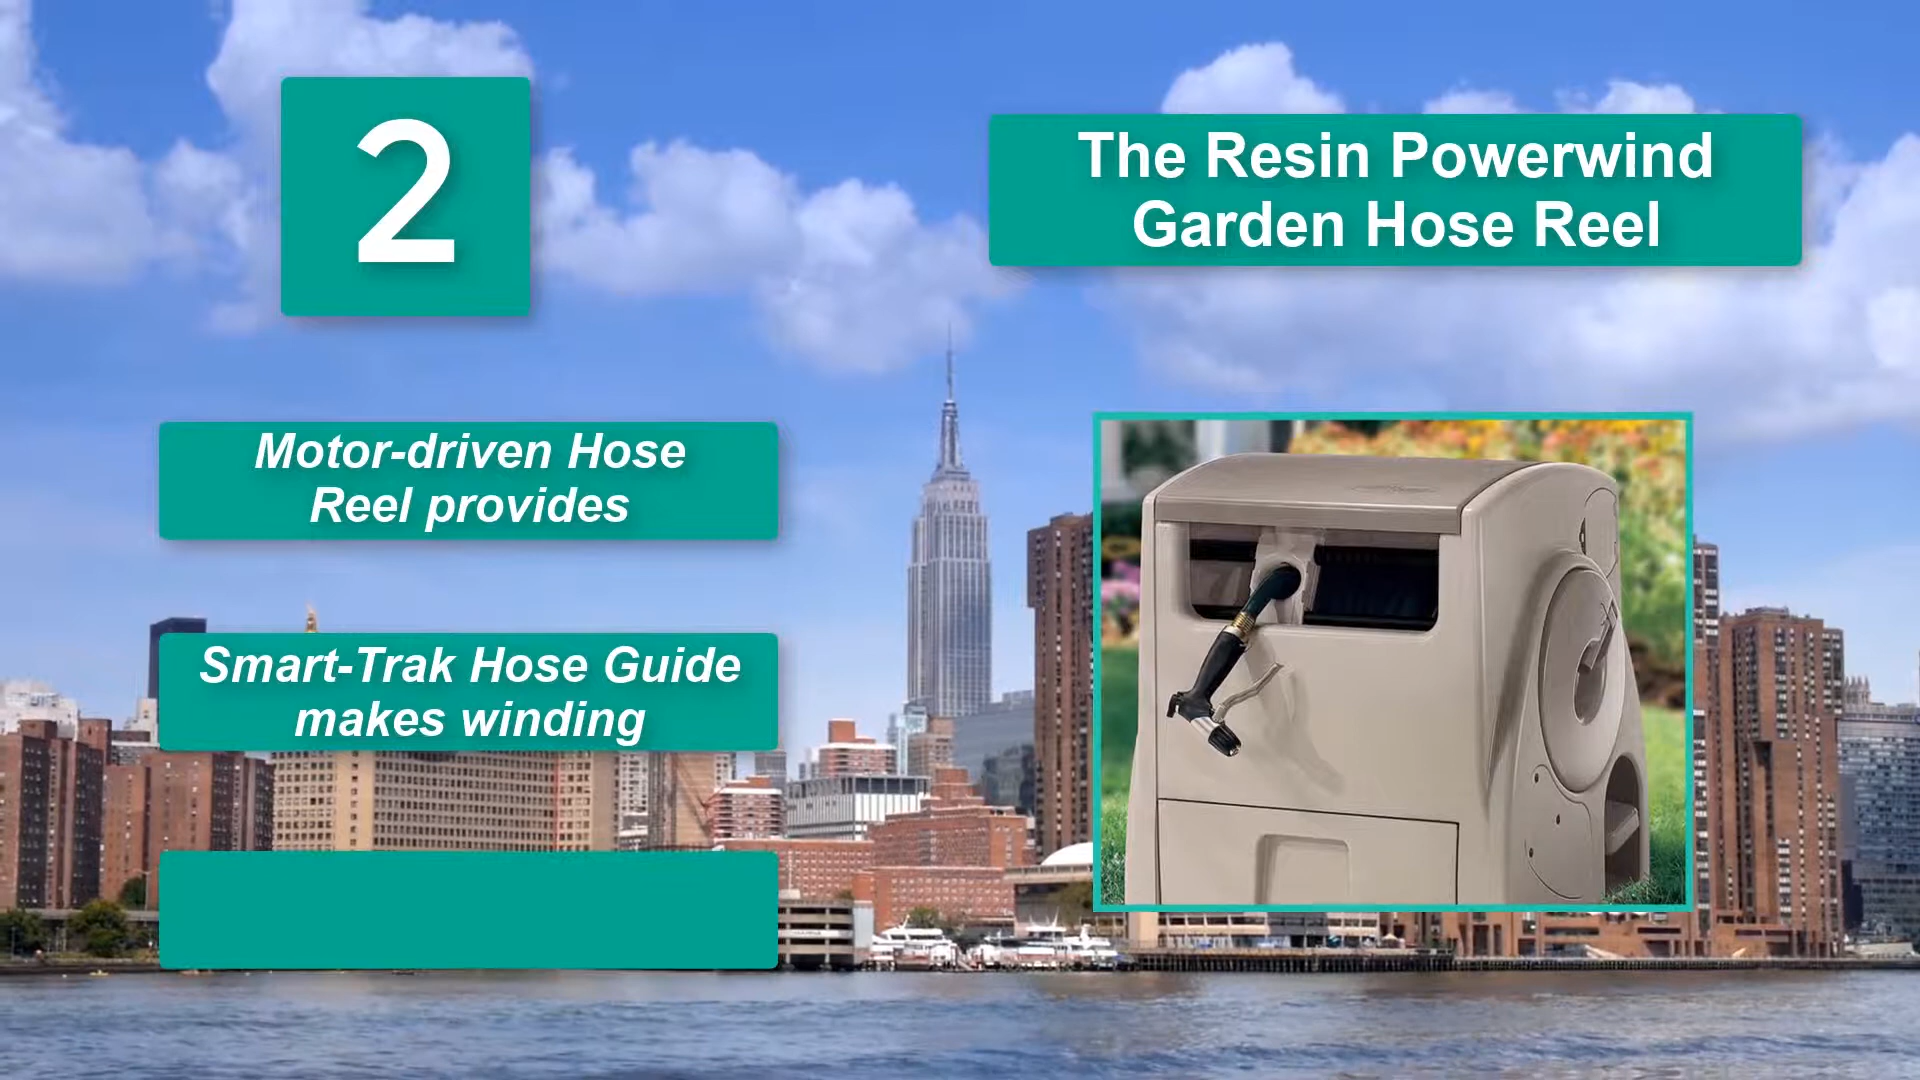 2
The Resin Powerwind
Garden Hose Reel
Motor-driven Hose
Reel provides
Smart-Trak Hose Guide
makes winding